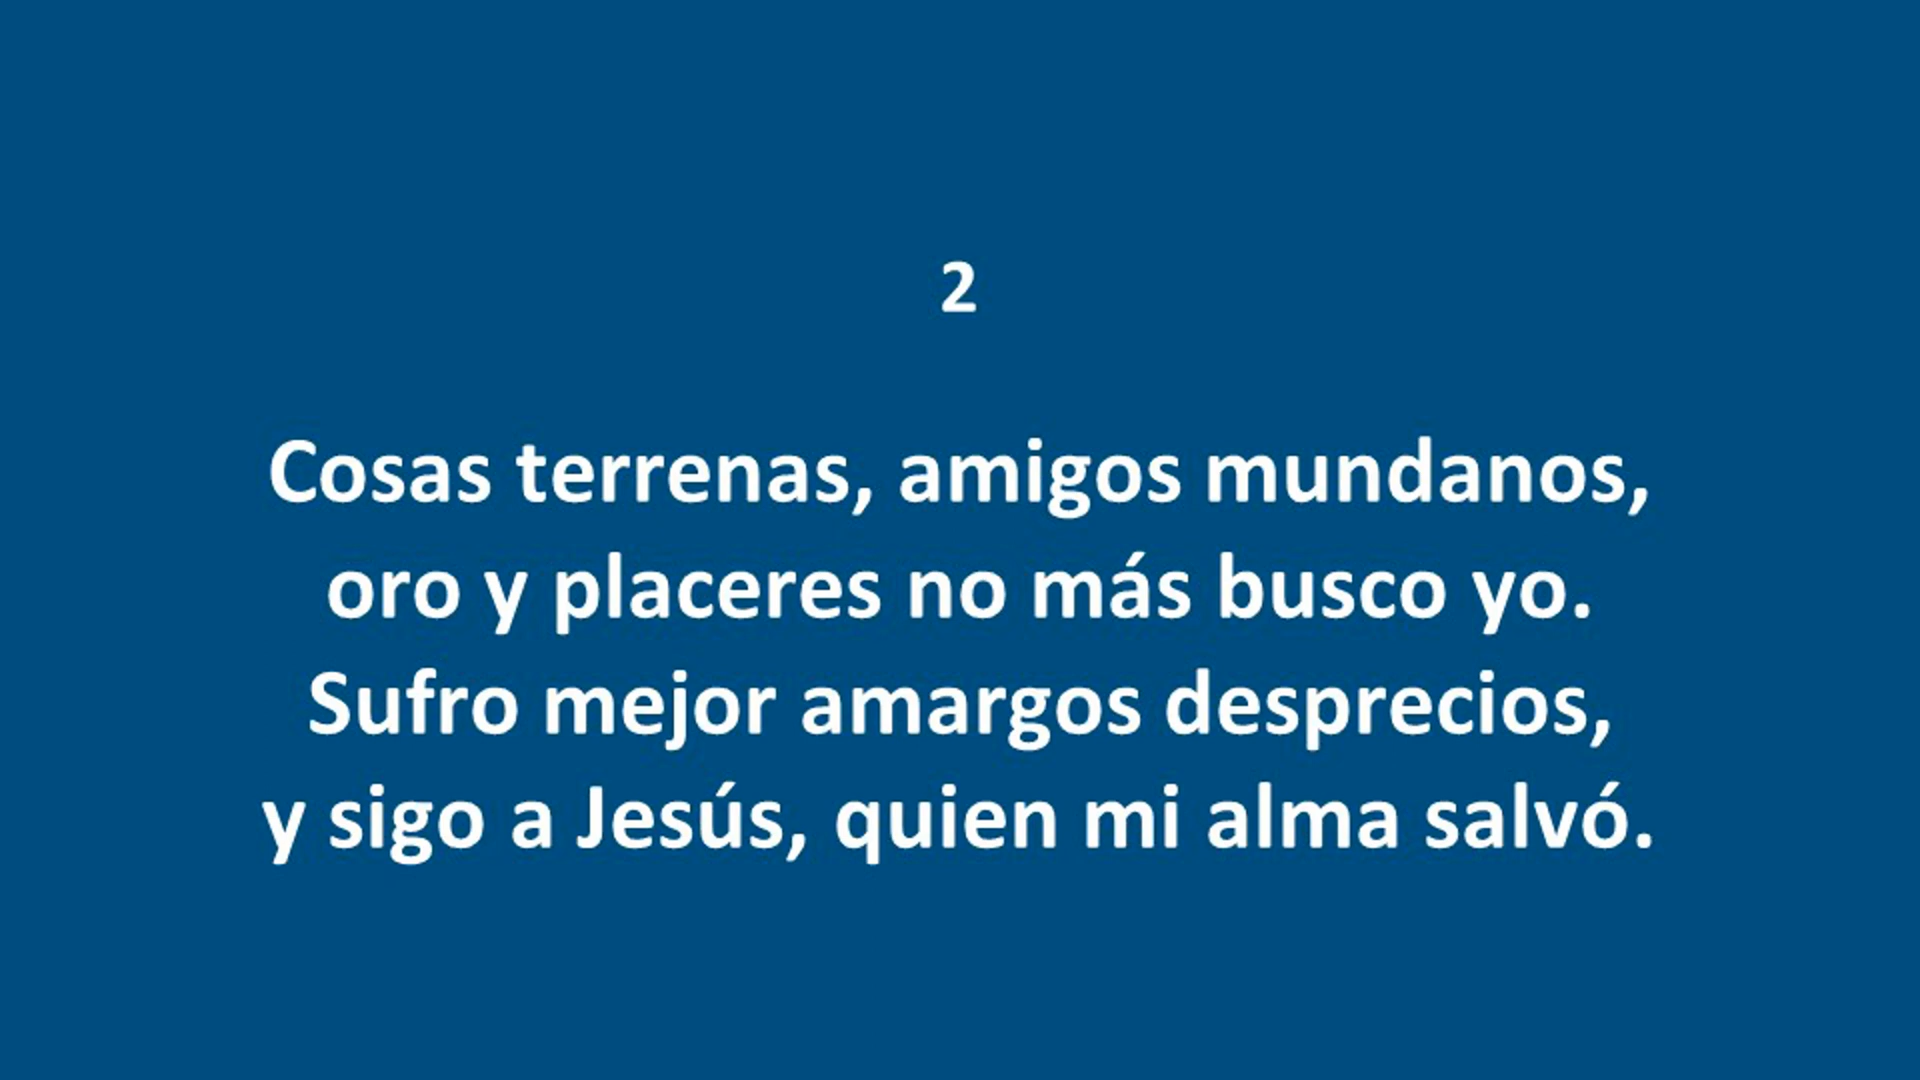 2
Cosas terrenas, amigos mundanos,
oro y placeres no más busco yo.
Sufro mejor amargos desprecios,
y sigo a Jesús, quien mi alma salvó.